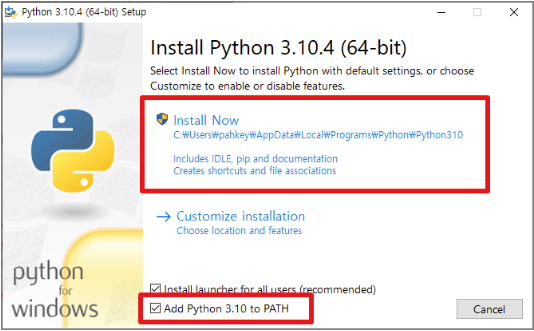 Python 3.10.4 (64-bit) Setup
Install Python 3.10.4 (64-bit)
Select Install Now to install Python with default settings, or choose
Customize to enable or disable features.
Install Now
C:₩Users₩pahkey₩AppData₩Local₩Programs₩Python₩Python310
Includes IDLE, pip and documentation
Creates shortcuts and file associations
Customize installation
Choose location and features
Install launcher for all users (recommended)
Add Python 3.10 to PATH
python
for
windows
Cancel